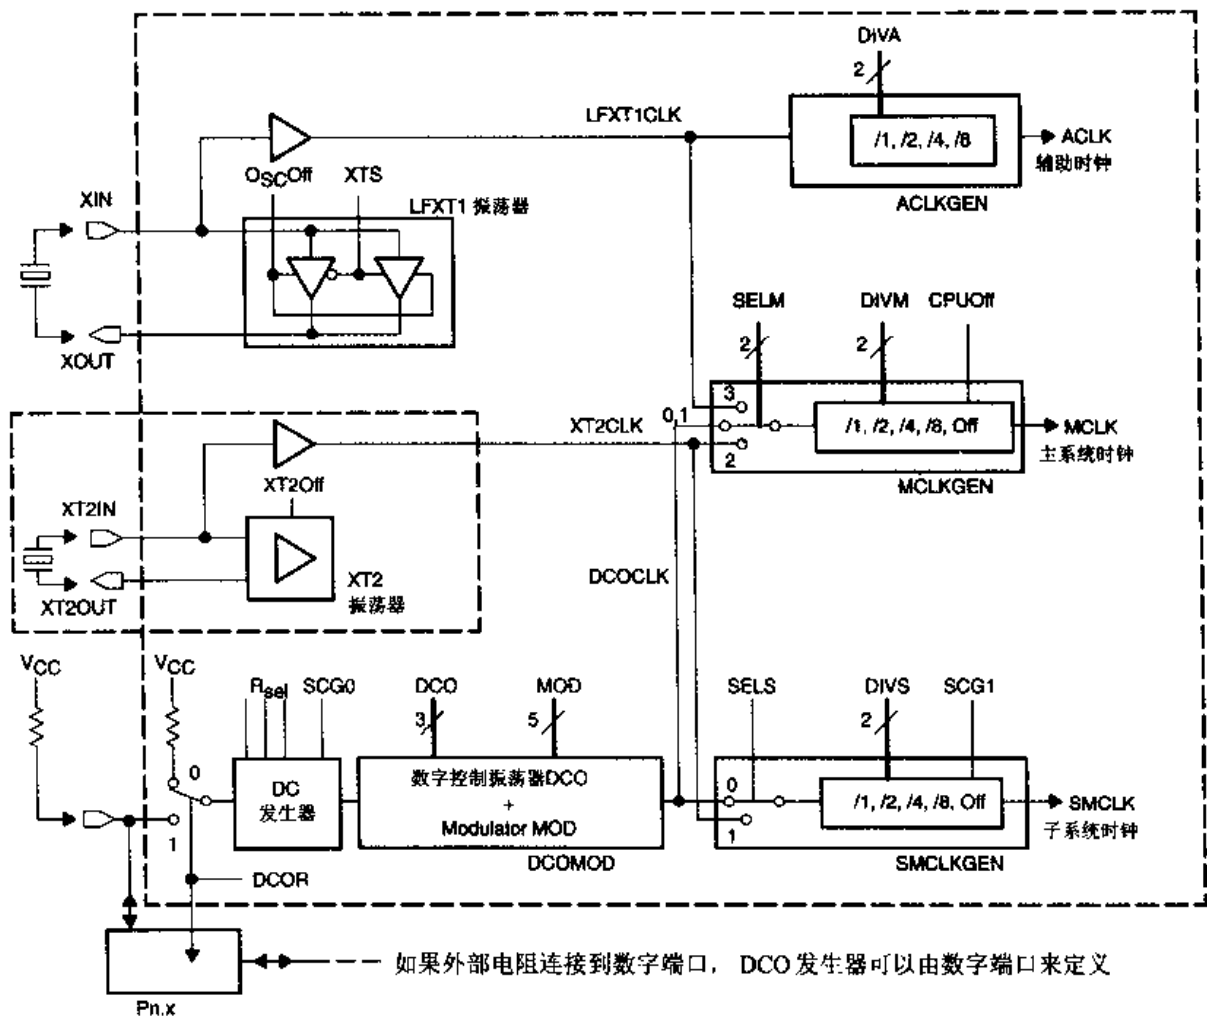 DIVA
2
LFXT1CLK
/1, /2, /4, /8
ACLK
辅助时钟
ACLKGEN
OSCOff
XTS
LFXT1 振荡器
XIN
XOUT
SELM
DIVM
CPUOff
2
2
3
0,1
2
/1, /2, /4, /8, Off
MCLK
主系统时钟
MCLKGEN
XT2CLK
XT2Off
XT2IN
XT2OUT
XT2
振荡器
DCOCLK
VCC
VCC
Rsel
SCG0
DCO
MOD
3
5
SELS
DIVS
SCG1
2
0
1
DC
发生器
数字控制振荡器DCO
+
Modulator MOD
DCOMOD
0
1
/1, /2, /4, /8, Off
SMCLK
子系统时钟
SMCLKGEN
DCOR
如果外部电阻连接到数字端口， DCO 发生器可以由数字端口来定义
Pn.x